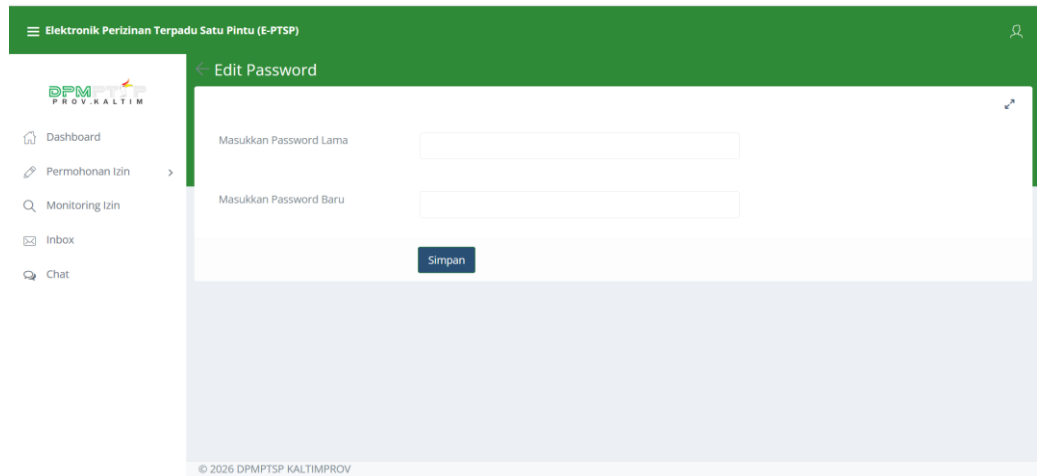 Elektronik Perizinan Terpadu Satu Pintu (E-PTSP)
Edit Password
DPMPTSP
PROV.KALTIM
Dashboard
Permohonan Izin
Monitoring Izin
Inbox
Chat
Masukkan Password Lama
Masukkan Password Baru
Simpan
© 2026 DPMPTSP KALTIMPROV